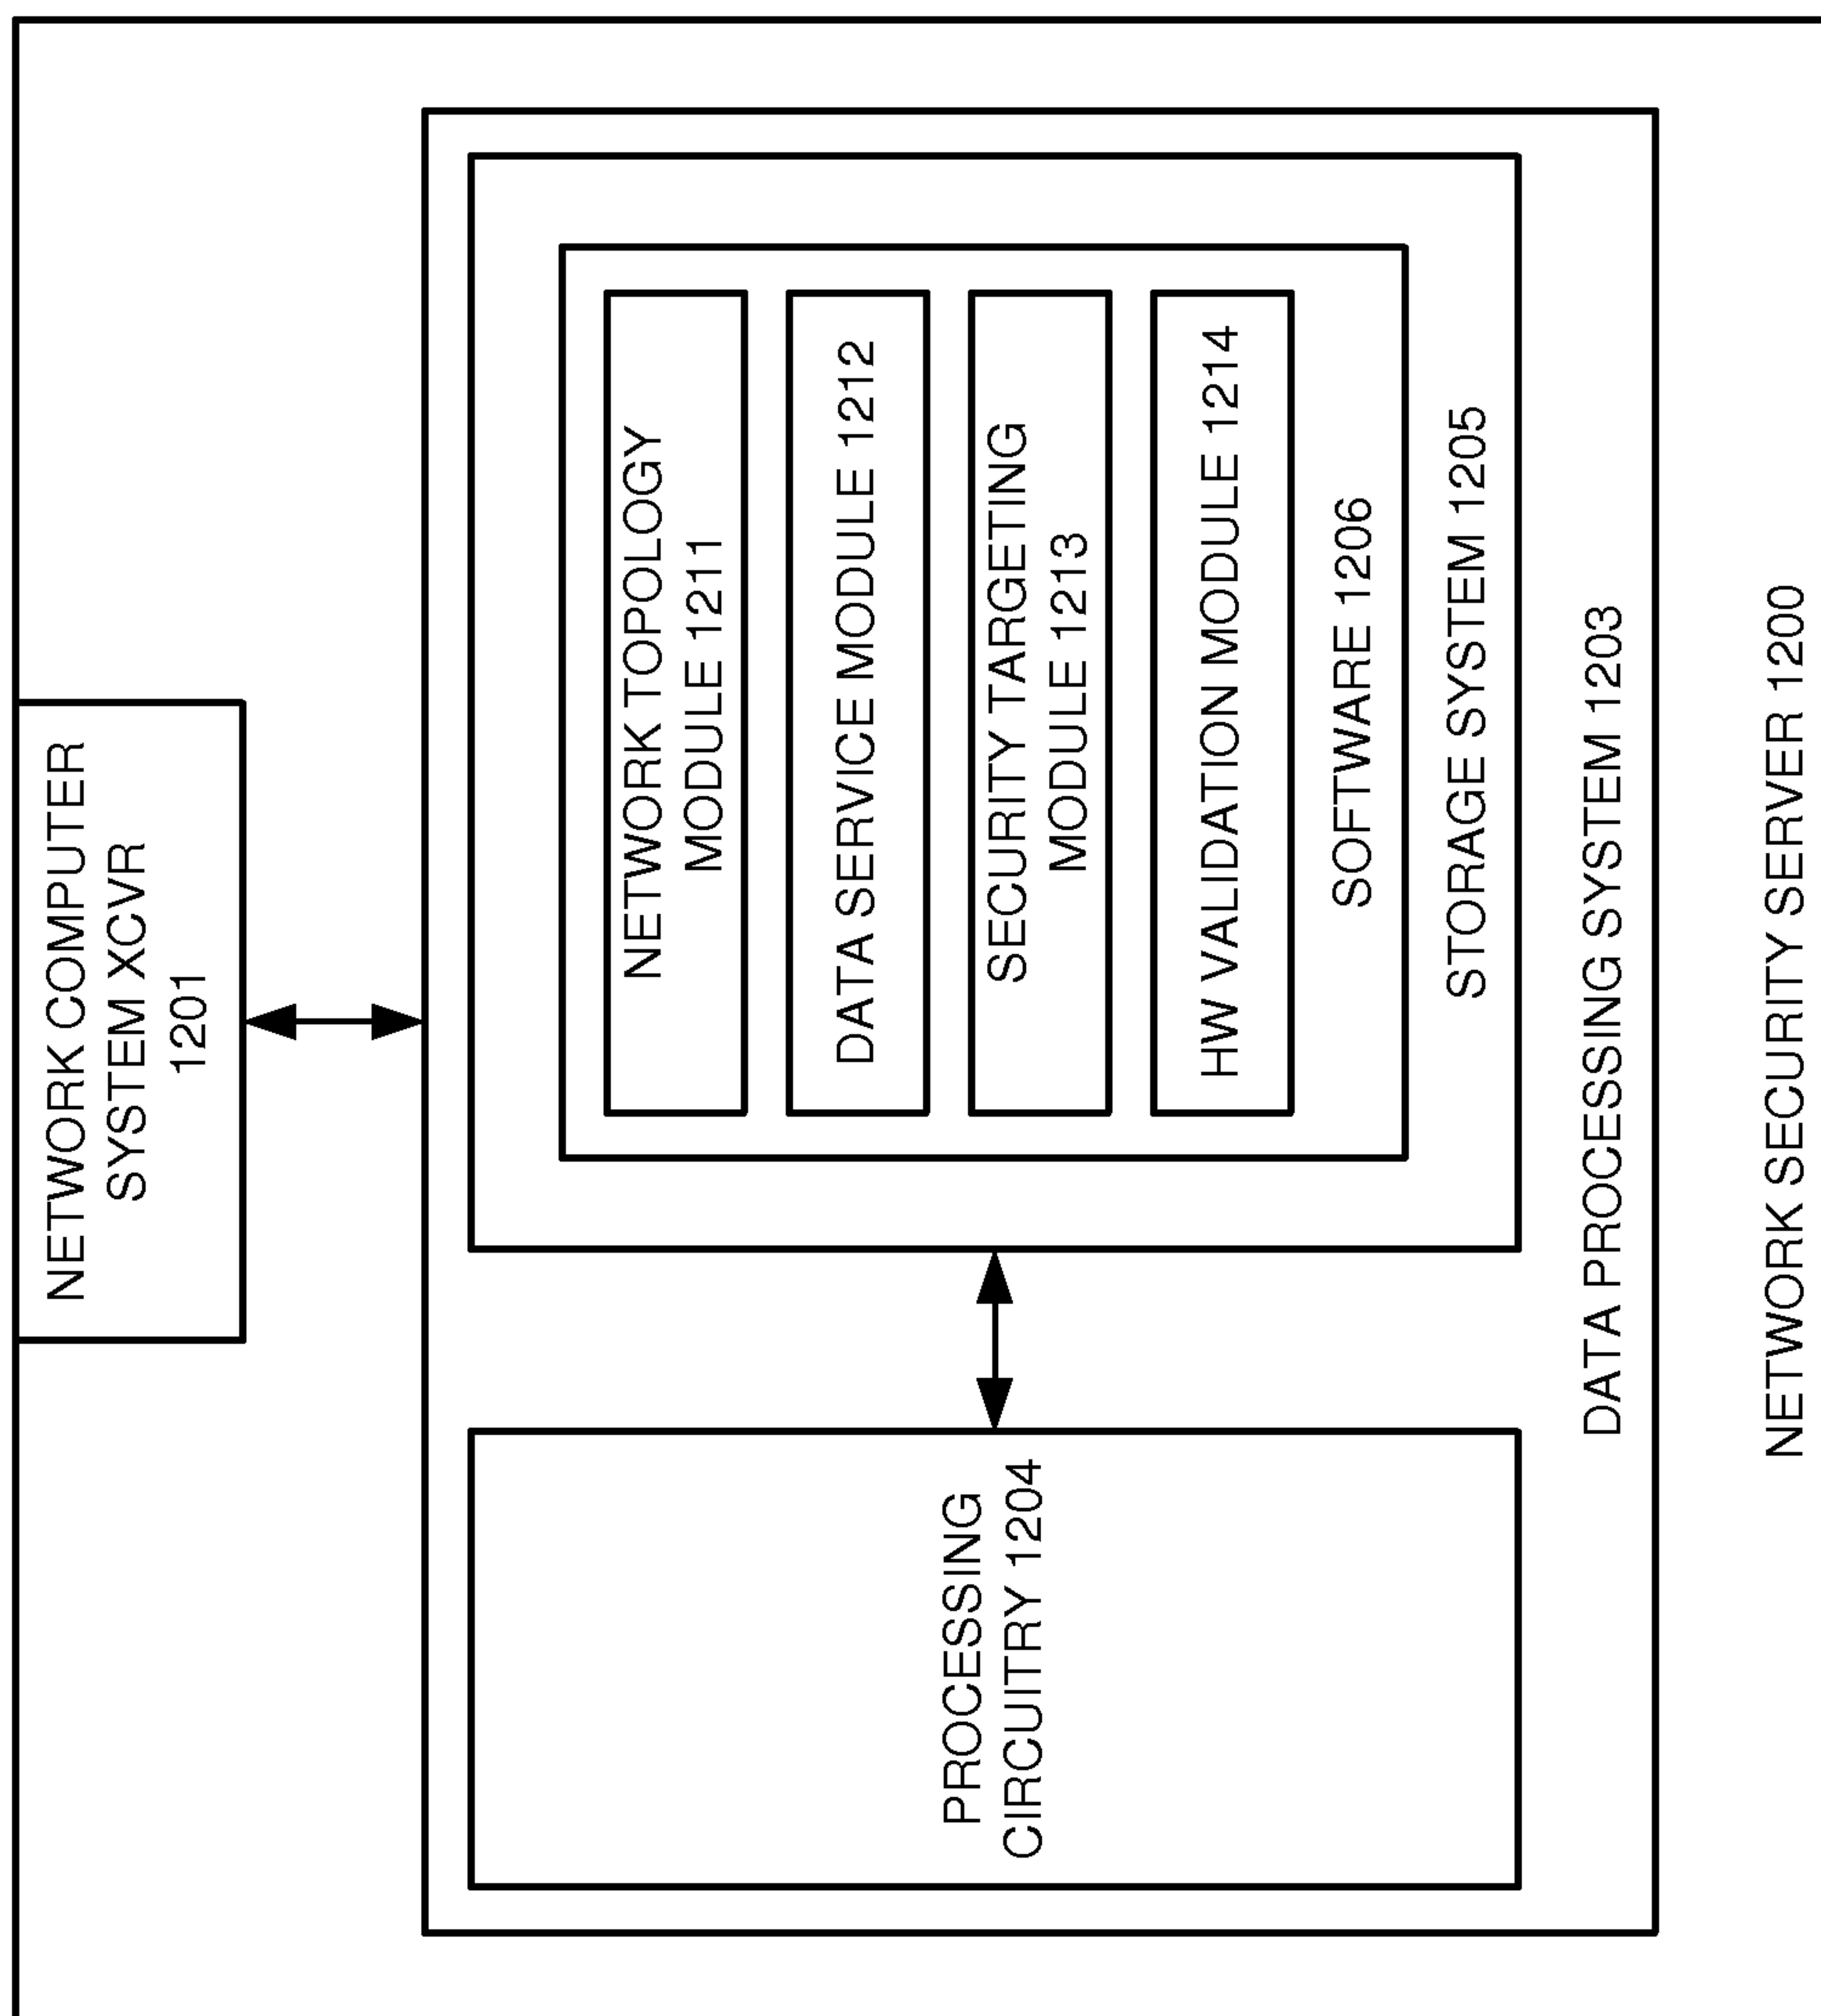 NETWORK COMPUTER
SYSTEM XCVR
1201
PROCESSING
CIRCUITRY 1204
NETWORK TOPOLOGY
MODULE 1211
DATA SERVICE MODULE 1212
SECURITY TARGETING
MODULE 1213
HW VALIDATION MODULE 1214
SOFTWARE 1206
STORAGE SYSTEM 1205
DATA PROCESSING SYSTEM 1203
NETWORK SECURITY SERVER 1200